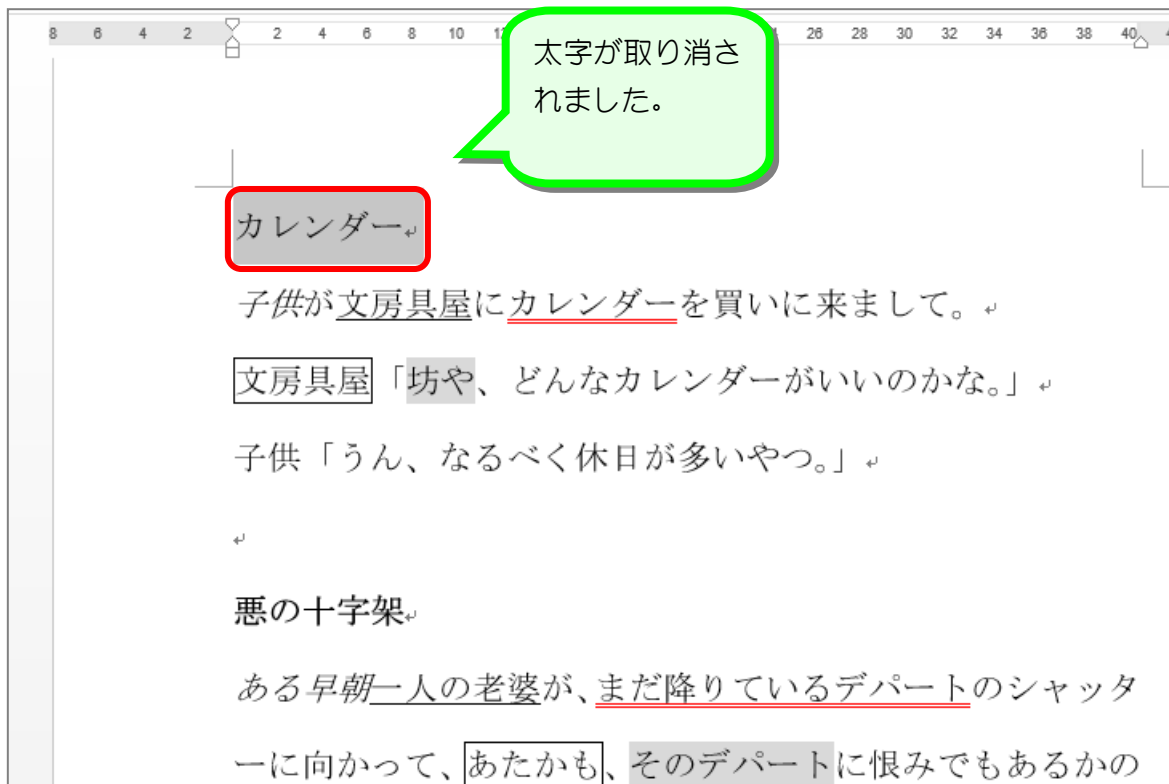 8 6 4 2 2 4 6 8 10 26 28 30 32 34 36 38 40
太字が取り消さ
れました。
カレンダー
子供が文房具屋にカレンダーを買いに来まして。
文房具屋「坊や、どんなカレンダーがいいのかな。」
子供「うん、なるべく休日が多いやつ。」
悪の十字架
ある早朝一人の老婆が、まだ降りているデパートのシャッタ
ーに向かって、あたかも、そのデパートに恨みでもあるかの